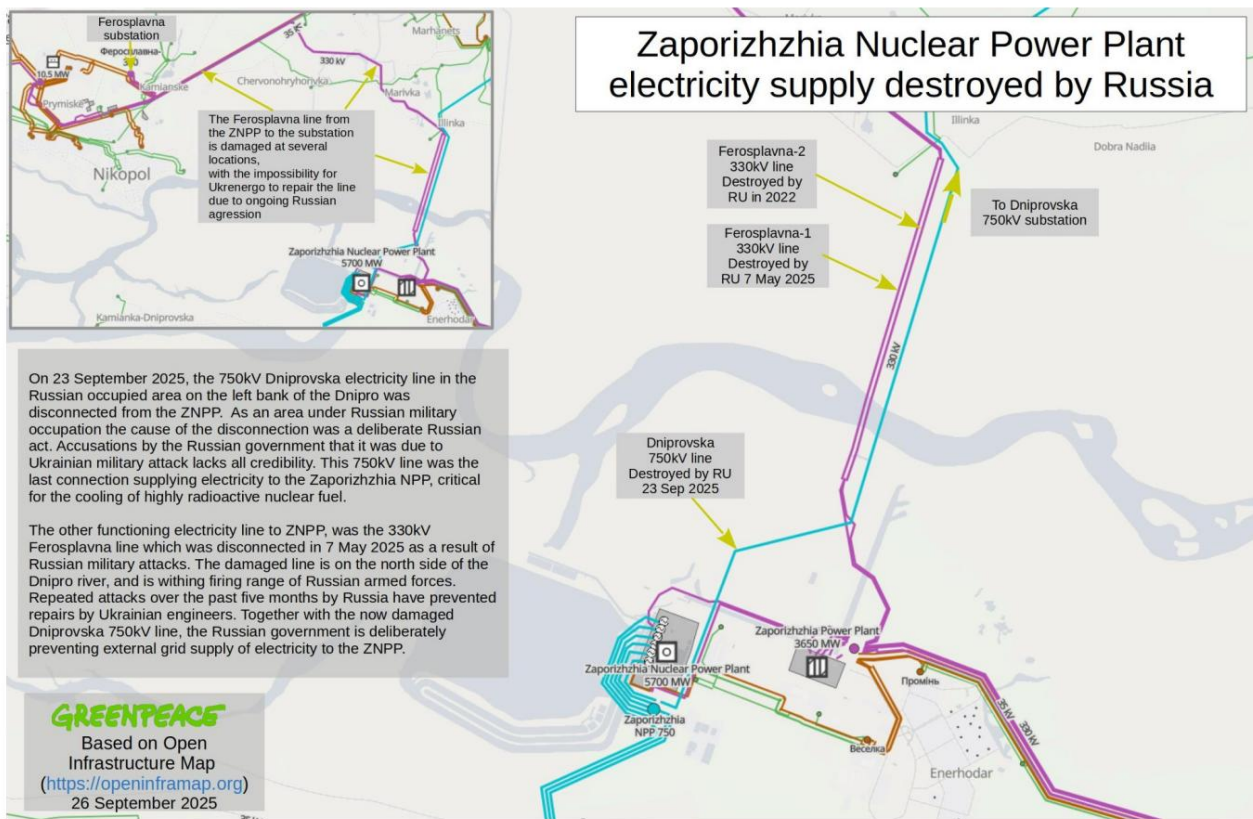 Zaporizhzhia Nuclear Power Plant
electricity supply destroyed by Russia
Ferosplavna
substation
35 kV
Marhanets
10.5 MW
Kamianske
Chervonohryhorivka
330 kV
Prymiske
Marivka
Illinka
The Ferosplavna line from
the ZNPP to the substation
is damaged at several
locations,
with the impossibility for
Ukrenergo to repair the line
due to ongoing Russian
agression
Nikopol
Zaporizhzhia Nuclear Power Plant
5700 MW
Kamianka-Dniprovska
Enerhodar
Illinka
Dobra Nadiia
Ferosplavna-2
330kV line
Destroyed by
RU in 2022
To Dniprovska
750kV substation
Ferosplavna-1
330kV line
Destroyed by
RU 7 May 2025
330 kV
On 23 September 2025, the 750kV Dniprovska electricity line in the
Russian occupied area on the left bank of the Dnipro was
disconnected from the ZNPP. As an area under Russian military
occupation the cause of the disconnection was a deliberate Russian
act. Accusations by the Russian government that it was due to
Ukrainian military attack lacks all credibility. This 750kV line was the
last connection supplying electricity to the Zaporizhzhia NPP, critical
for the cooling of highly radioactive nuclear fuel.
The other functioning electricity line to ZNPP, was the 330kV
Ferosplavna line which was disconnected in 7 May 2025 as a result of
Russian military attacks. The damaged line is on the north side of the
Dnipro river, and is withing firing range of Russian armed forces.
Repeated attacks over the past five months by Russia have prevented
repairs by Ukrainian engineers. Together with the now damaged
Dniprovska 750kV line, the Russian government is deliberately
preventing external grid supply of electricity to the ZNPP.
Dniprovska
750kV line
Destroyed by RU
23 Sep 2025
Zaporizhzhia Power Plant
3650 MW
Zaporizhzhia Nuclear Power Plant
5700 MW
Промінь
Zaporizhzhia
NPP 750
Веселка
35 kV
330 kV
Enerhodar
GREENPEACE
Based on Open
Infrastructure Map
(https://openinframap.org)
26 September 2025